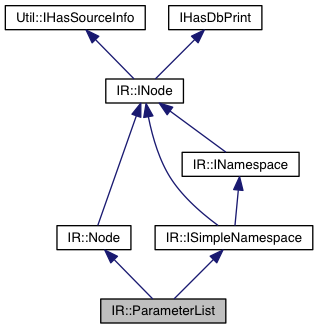 Util::IHasSourceInfo
IHasDbPrint
IR::INode
IR::INamespace
IR::Node
IR::ISimpleNamespace
IR::ParameterList